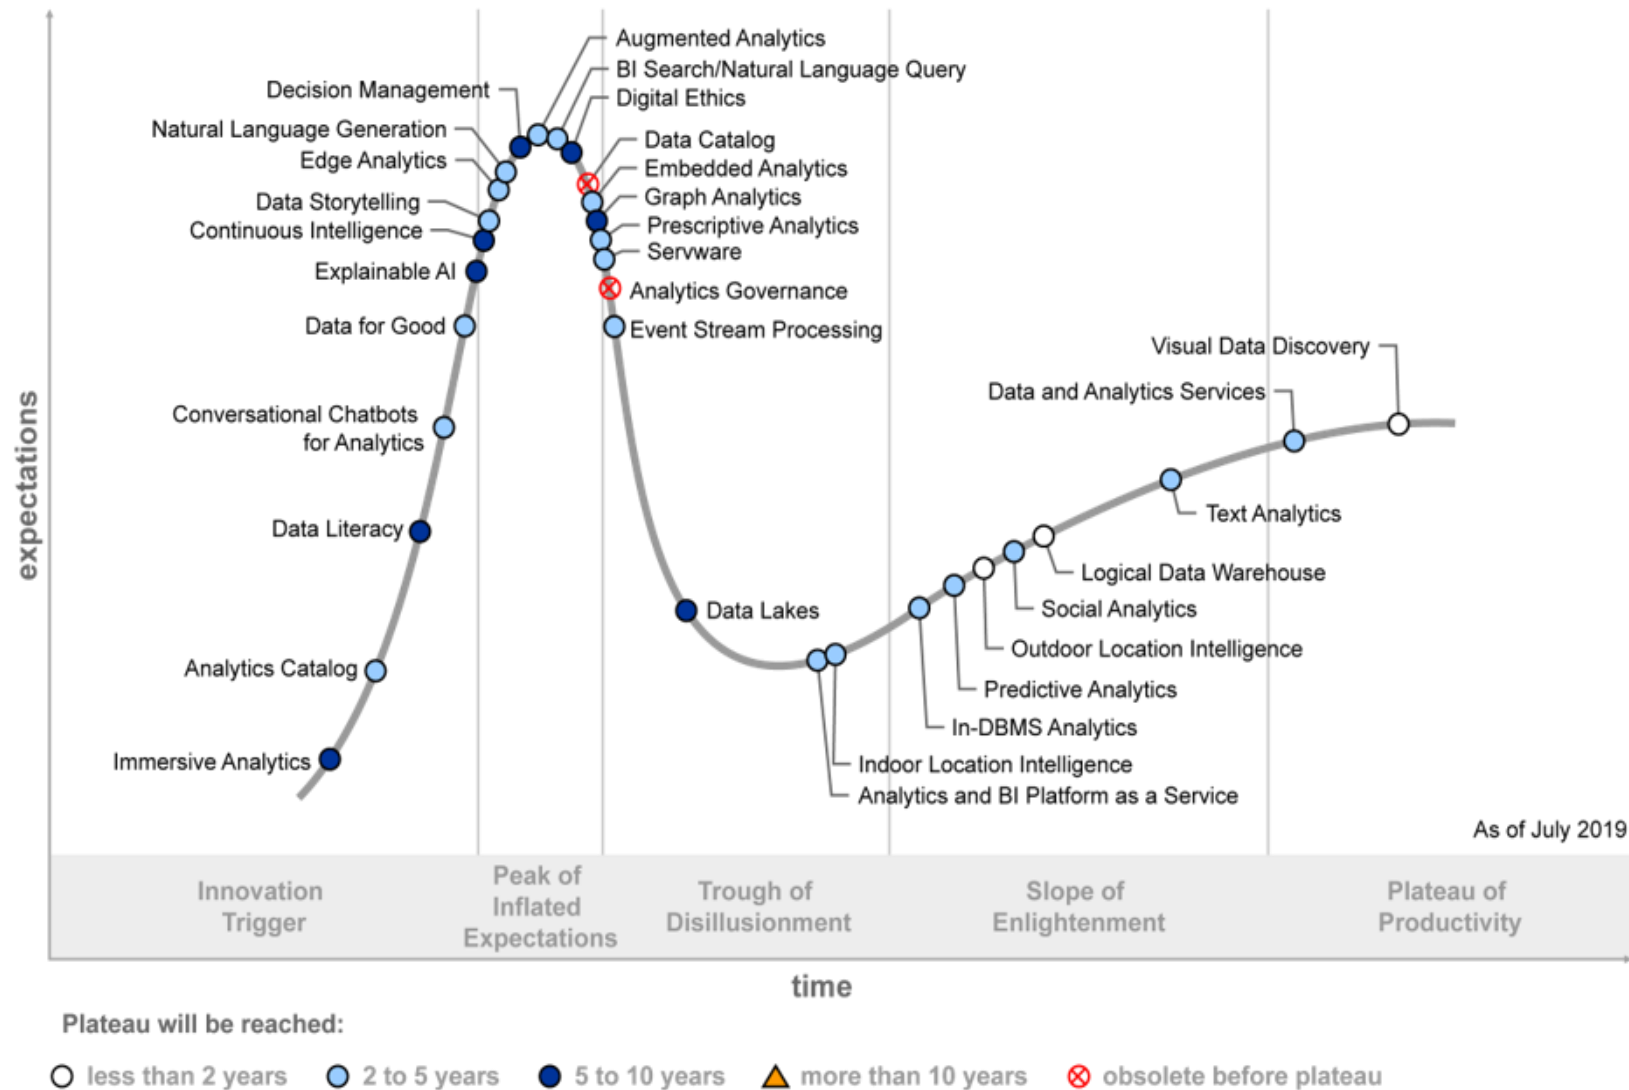 Augmented Analytics
BI Search/Natural Language Query
Decision Management
Digital Ethics
Natural Language Generation
Data Catalog
Edge Analytics
Embedded Analytics
Data Storytelling
Graph Analytics
Continuous Intelligence
Prescriptive Analytics
Servware
Explainable AI
Analytics Governance
Data for Good
Event Stream Processing
Visual Data Discovery
Data and Analytics Services
Conversational Chatbots
for Analytics
Text Analytics
Data Literacy
Logical Data Warehouse
Data Lakes
Social Analytics
Outdoor Location Intelligence
Analytics Catalog
Predictive Analytics
In-DBMS Analytics
Immersive Analytics
Indoor Location Intelligence
Analytics and BI Platform as a Service
expectations
As of July 2019
Innovation
Trigger
Peak of
Inflated
Expectations
Trough of
Disillusionment
Slope of
Enlightenment
Plateau of
Productivity
time
Plateau will be reached:
less than 2 years
2 to 5 years
5 to 10 years
more than 10 years
obsolete before plateau